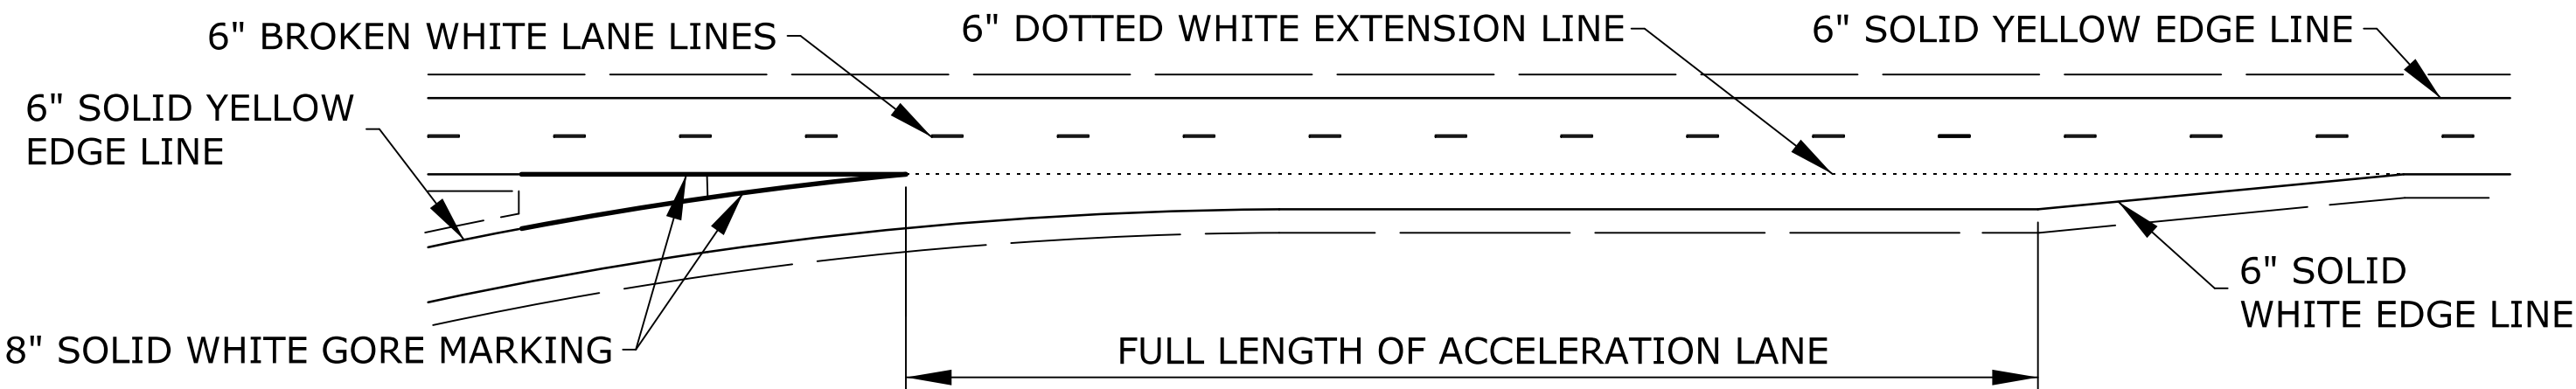 6" BROKEN WHITE LANE LINES
6" DOTTED WHITE EXTENSION LINE
6" SOLID YELLOW EDGE LINE
6" SOLID YELLOW
EDGE LINE
8" SOLID WHITE GORE MARKING
FULL LENGTH OF ACCELERATION LANE
6" SOLID
WHITE EDGE LINE